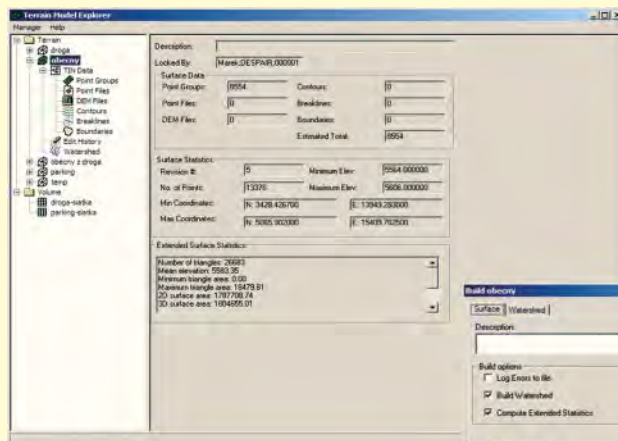 Terrain Model Explorer
Manager Help
Terrain
droga
obecny
TIN Data
Point Groups
Point Files
DEM Files
Contours
Breaklines
Boundaries
Edit History
Watershed
obecny z droga
parking
temp
Volume
droga-siatka
parking-siatka
Description:
Locked By: Marek;DESPAIR;000001
Surface Data
Point Groups: 8554 Contours: 0
Point Files: 0 Breaklines: 0
DEM Files: 0 Boundaries: 0
Estimated Total: 8554
Surface Statistics
Revision #: 5 Minimum Elev: 5564.000000
No. of Points: 13378 Maximum Elev: 5606.000000
Min Coordinates: N: 3428.426700 E: 13949.283000
Max Coordinates: N: 5065.902000 E: 15409.702500
Extended Surface Statistics
Number of triangles: 26683
Mean elevation: 5583.35
Minimum triangle area: 0.00
Maximum triangle area: 18479.81
2D surface area: 1787708.74
3D surface area: 1804655.01
Build obecny
Surface Watershed
Description:
Build options
Log Errors to file
Build Watershed
Compute Extended Statistics